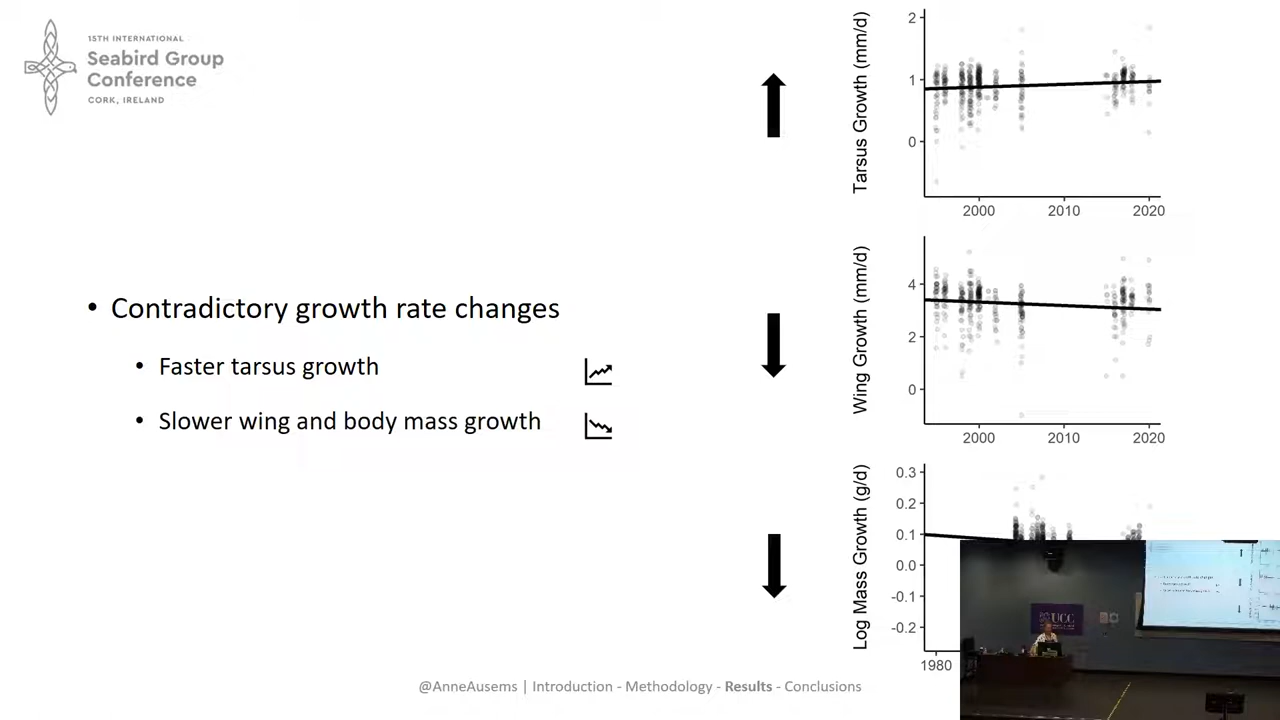 15TH INTERNATIONAL
Seabird Group
Conference
CORK, IRELAND
• Contradictory growth rate changes
• Faster tarsus growth
• Slower wing and body mass growth
Tarsus Growth (mm/d)
2
1
0
2000 2010 2020
Wing Growth (mm/d)
4
2
0
2000 2010 2020
Log Mass Growth (g/d)
0.3
0.2
0.1
0.0
-0.1
-0.2
1980
UCC
@AnneAusems | Introduction - Methodology - Results - Conclusions